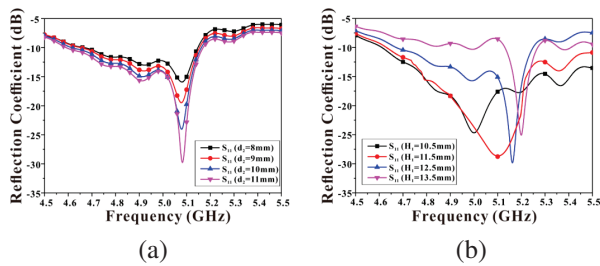 -5
-10
-15
-20
-25
-30
-35
Reflection Coefficient (dB)
S₁₁ (d₂=8mm)
S₁₁ (d₂=9mm)
S₁₁ (d₂=10mm)
S₁₁ (d₂=11mm)
4.5 4.6 4.7 4.8 4.9 5.0 5.1 5.2 5.3 5.4 5.5
Frequency (GHz)
(a)
-5
-10
-15
-20
-25
-30
-35
Reflection Coefficient (dB)
S₁₁ (H₁=10.5mm)
S₁₁ (H₁=11.5mm)
S₁₁ (H₁=12.5mm)
S₁₁ (H₁=13.5mm)
4.5 4.6 4.7 4.8 4.9 5.0 5.1 5.2 5.3 5.4 5.5
Frequency (GHz)
(b)